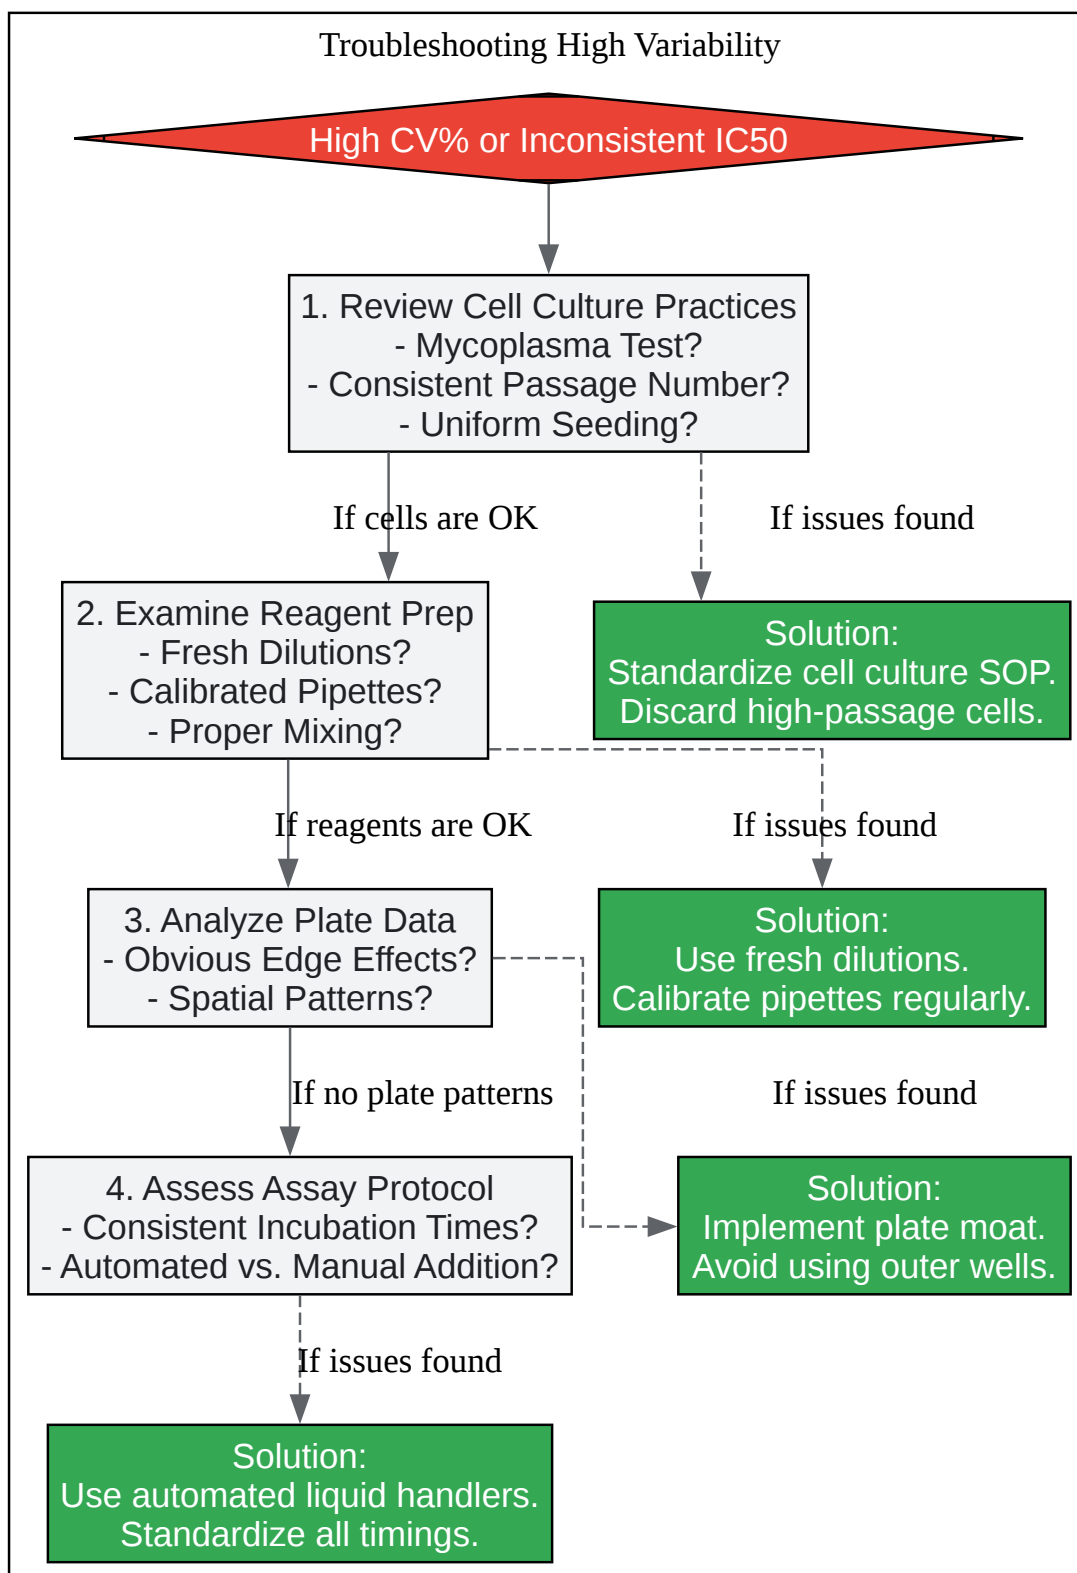 Troubleshooting High Variability
High CV% or Inconsistent IC50
1. Review Cell Culture Practices
- Mycoplasma Test?
- Consistent Passage Number?
- Uniform Seeding?
If cells are OK
If issues found
2. Examine Reagent Prep
- Fresh Dilutions?
- Calibrated Pipettes?
- Proper Mixing?
Solution:
Standardize cell culture SOP.
Discard high-passage cells.
If reagents are OK
If issues found
3. Analyze Plate Data
- Obvious Edge Effects?
- Spatial Patterns?
Solution:
Use fresh dilutions.
Calibrate pipettes regularly.
If no plate patterns
If issues found
4. Assess Assay Protocol
- Consistent Incubation Times?
- Automated vs. Manual Addition?
Solution:
Implement plate moat.
Avoid using outer wells.
If issues found
Solution:
Use automated liquid handlers.
Standardize all timings.